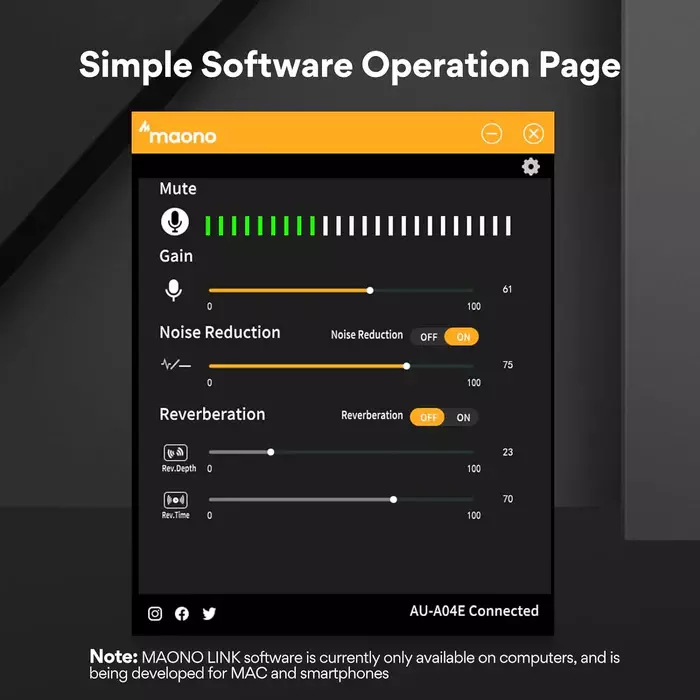 Simple Software Operation Page
maono
Mute
Gain
61
0 100
Noise Reduction Noise Reduction OFF ON
75
0 100
Reverberation Reverberation OFF ON
23
Rev.Depth 0 100
70
Rev.Time 0 100
AU-A04E Connected
Note: MAONO LINK software is currently only available on computers, and is
being developed for MAC and smartphones